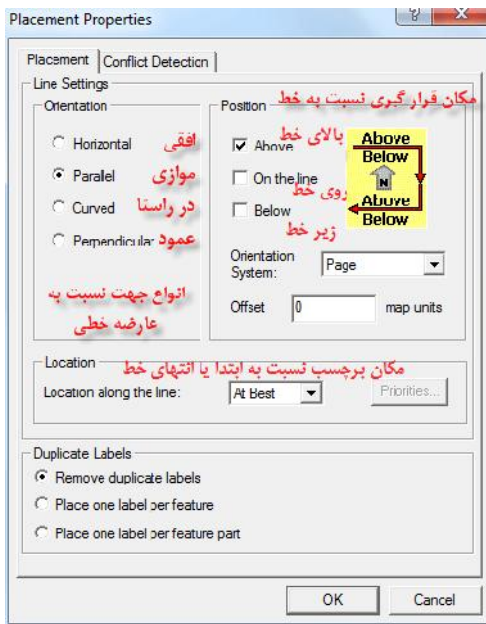 Placement Properties
Placement
Conflict Detection
Line Settings
Orientation
Horizontal افقی
Parallel موازی
Curved در راستا
Perpendicular عمود
انواع جهت نسبت به
عارضه خطی
مکان قرار گیری نسبت به خط
Position
Above بالای خط
On the line روی خط
Below زیر خط
Above
Below
N
Above
Below
Orientation
System:
Page
Offset 0 map units
Location
مکان برچسب نسبت به ابتدا یا انتهای خط
Location along the line: At Best Priorities...
Duplicate Labels
Remove duplicate labels
Place one label per feature
Place one label per feature part
OK Cancel